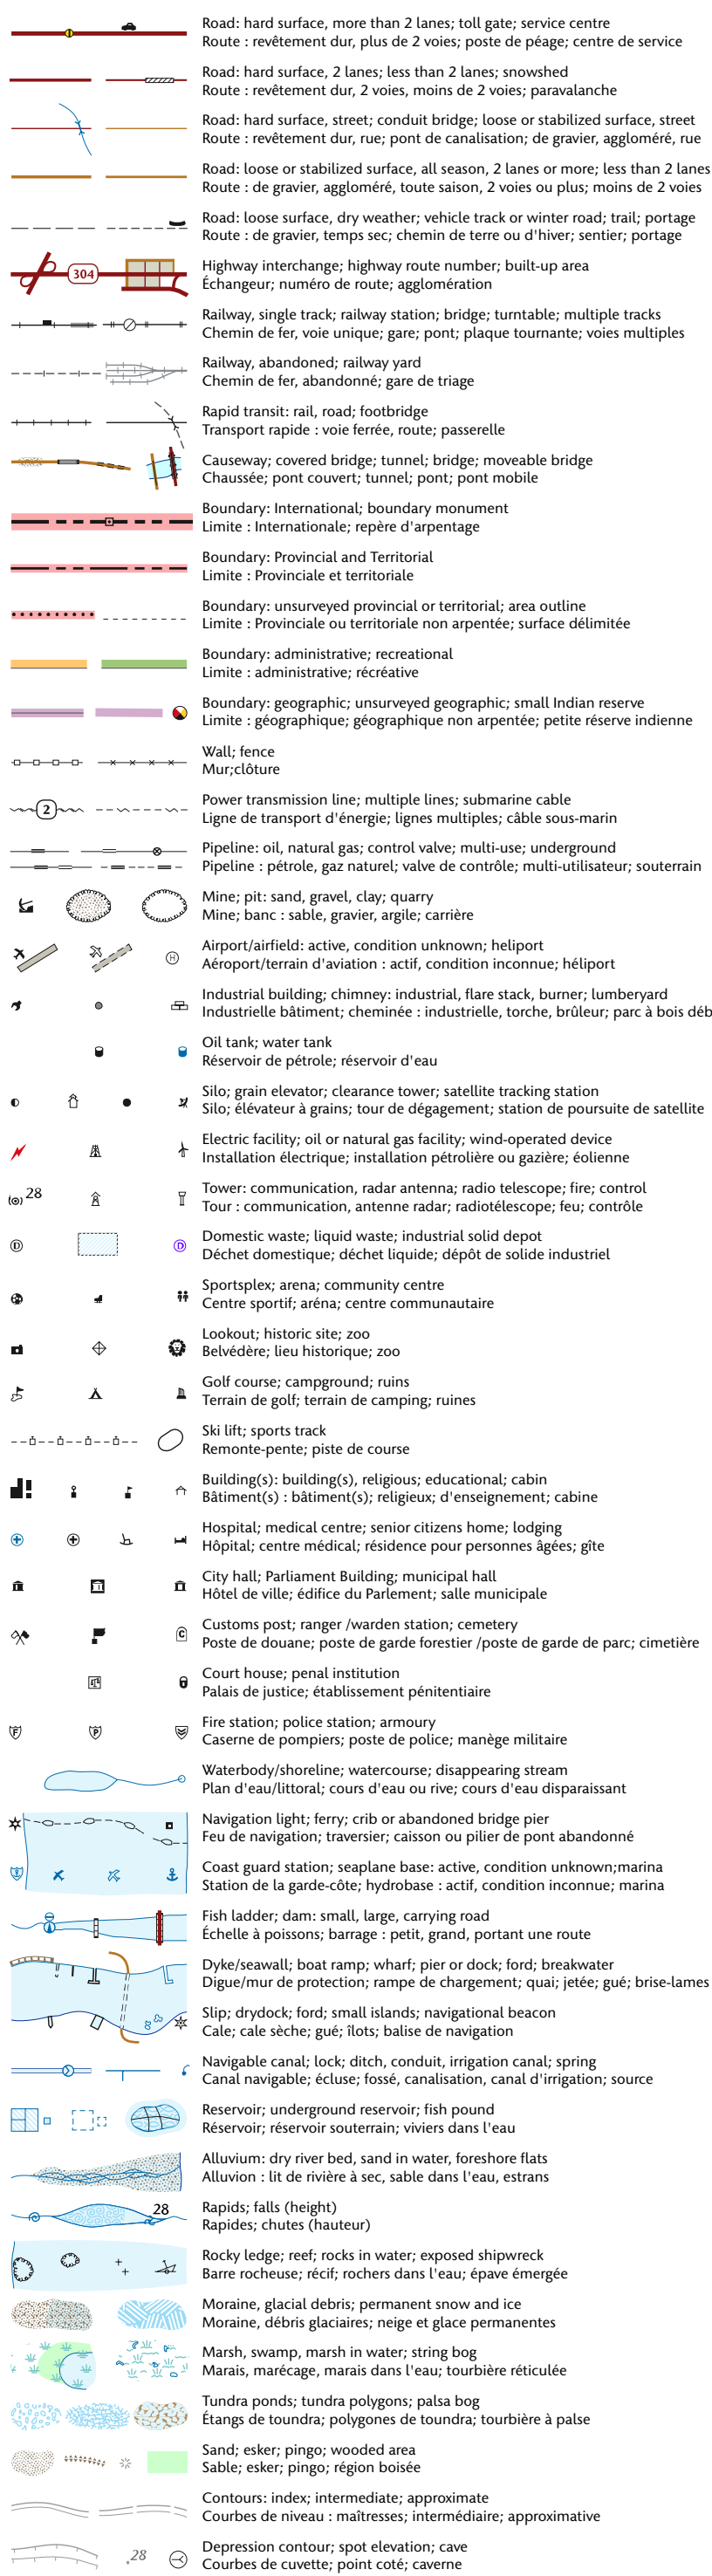 Road: hard surface, more than 2 lanes; toll gate; service centre
Route : revêtement dur, plus de 2 voies; poste de péage; centre de service
Road: hard surface, 2 lanes; less than 2 lanes; snowshed
Route : revêtement dur, 2 voies, moins de 2 voies; paravalanche
Road: hard surface, street; conduit bridge; loose or stabilized surface, street
Route : revêtement dur, rue; pont de canalisation; de gravier, aggloméré, rue
Road: loose or stabilized surface, all season, 2 lanes or more; less than 2 lanes
Route : de gravier, aggloméré, toute saison, 2 voies ou plus; moins de 2 voies
Road: loose surface, dry weather; vehicle track or winter road; trail; portage
Route : de gravier, temps sec; chemin de terre ou d'hiver; sentier; portage
304
Highway interchange; highway route number; built-up area
Échangeur; numéro de route; agglomération
Railway, single track; railway station; bridge; turntable; multiple tracks
Chemin de fer, voie unique; gare; pont; plaque tournante; voies multiples
Railway, abandoned; railway yard
Chemin de fer, abandonné; gare de triage
Rapid transit: rail, road; footbridge
Transport rapide : voie ferrée, route; passerelle
Causeway; covered bridge; tunnel; bridge; moveable bridge
Chaussée; pont couvert; tunnel; pont; pont mobile
Boundary: International; boundary monument
Limite : Internationale; repère d'arpentage
Boundary: Provincial and Territorial
Limite : Provinciale et territoriale
Boundary: unsurveyed provincial or territorial; area outline
Limite : Provinciale ou territoriale non arpentée; surface délimitée
Boundary: administrative; recreational
Limite : administrative; récréative
Boundary: geographic; unsurveyed geographic; small Indian reserve
Limite : géographique; géographique non arpentée; petite réserve indienne
Wall; fence
Mur;clôture
2
Power transmission line; multiple lines; submarine cable
Ligne de transport d'énergie; lignes multiples; câble sous-marin
Pipeline: oil, natural gas; control valve; multi-use; underground
Pipeline : pétrole, gaz naturel; valve de contrôle; multi-utilisateur; souterrain
Mine; pit: sand, gravel, clay; quarry
Mine; banc : sable, gravier, argile; carrière
H
Airport/airfield: active, condition unknown; heliport
Aéroport/terrain d'aviation : actif, condition inconnue; héliport
Industrial building; chimney: industrial, flare stack, burner; lumberyard
Industrielle bâtiment; cheminée : industrielle, torche, brûleur; parc à bois déb
Oil tank; water tank
Réservoir de pétrole; réservoir d'eau
Silo; grain elevator; clearance tower; satellite tracking station
Silo; élévateur à grains; tour de dégagement; station de poursuite de satellite
Electric facility; oil or natural gas facility; wind-operated device
Installation électrique; installation pétrolière ou gazière; éolienne
28
Tower: communication, radar antenna; radio telescope; fire; control
Tour : communication, antenne radar; radiotélescope; feu; contrôle
D D
Domestic waste; liquid waste; industrial solid depot
Déchet domestique; déchet liquide; dépôt de solide industriel
Sportsplex; arena; community centre
Centre sportif; aréna; centre communautaire
Lookout; historic site; zoo
Belvédère; lieu historique; zoo
Golf course; campground; ruins
Terrain de golf; terrain de camping; ruines
Ski lift; sports track
Remonte-pente; piste de course
Building(s): building(s), religious; educational; cabin
Bâtiment(s) : bâtiment(s); religieux; d'enseignement; cabine
Hospital; medical centre; senior citizens home; lodging
Hôpital; centre médical; résidence pour personnes âgées; gîte
City hall; Parliament Building; municipal hall
Hôtel de ville; édifice du Parlement; salle municipale
C
Customs post; ranger /warden station; cemetery
Poste de douane; poste de garde forestier /poste de garde de parc; cimetière
Court house; penal institution
Palais de justice; établissement pénitentiaire
F P
Fire station; police station; armoury
Caserne de pompiers; poste de police; manège militaire
Waterbody/shoreline; watercourse; disappearing stream
Plan d'eau/littoral; cours d'eau ou rive; cours d'eau disparaissant
Navigation light; ferry; crib or abandoned bridge pier
Feu de navigation; traversier; caisson ou pilier de pont abandonné
Coast guard station; seaplane base: active, condition unknown;marina
Station de la garde-côte; hydrobase : actif, condition inconnue; marina
Fish ladder; dam: small, large, carrying road
Échelle à poissons; barrage : petit, grand, portant une route
Dyke/seawall; boat ramp; wharf; pier or dock; ford; breakwater
Digue/mur de protection; rampe de chargement; quai; jetée; gué; brise-lames
Slip; drydock; ford; small islands; navigational beacon
Cale; cale sèche; gué; îlots; balise de navigation
Navigable canal; lock; ditch, conduit, irrigation canal; spring
Canal navigable; écluse; fossé, canalisation, canal d'irrigation; source
Reservoir; underground reservoir; fish pound
Réservoir; réservoir souterrain; viviers dans l'eau
Alluvium: dry river bed, sand in water, foreshore flats
Alluvion : lit de rivière à sec, sable dans l'eau, estrans
28
Rapids; falls (height)
Rapides; chutes (hauteur)
Rocky ledge; reef; rocks in water; exposed shipwreck
Barre rocheuse; récif; rochers dans l'eau; épave émergée
Moraine, glacial debris; permanent snow and ice
Moraine, débris glaciaires; neige et glace permanentes
Marsh, swamp, marsh in water; string bog
Marais, marécage, marais dans l'eau; tourbière réticulée
Tundra ponds; tundra polygons; palsa bog
Étangs de toundra; polygones de toundra; tourbière à palse
Sand; esker; pingo; wooded area
Sable; esker; pingo; région boisée
Contours: index; intermediate; approximate
Courbes de niveau : maîtresses; intermédiaire; approximative
.28
Depression contour; spot elevation; cave
Courbes de cuvette; point coté; caverne